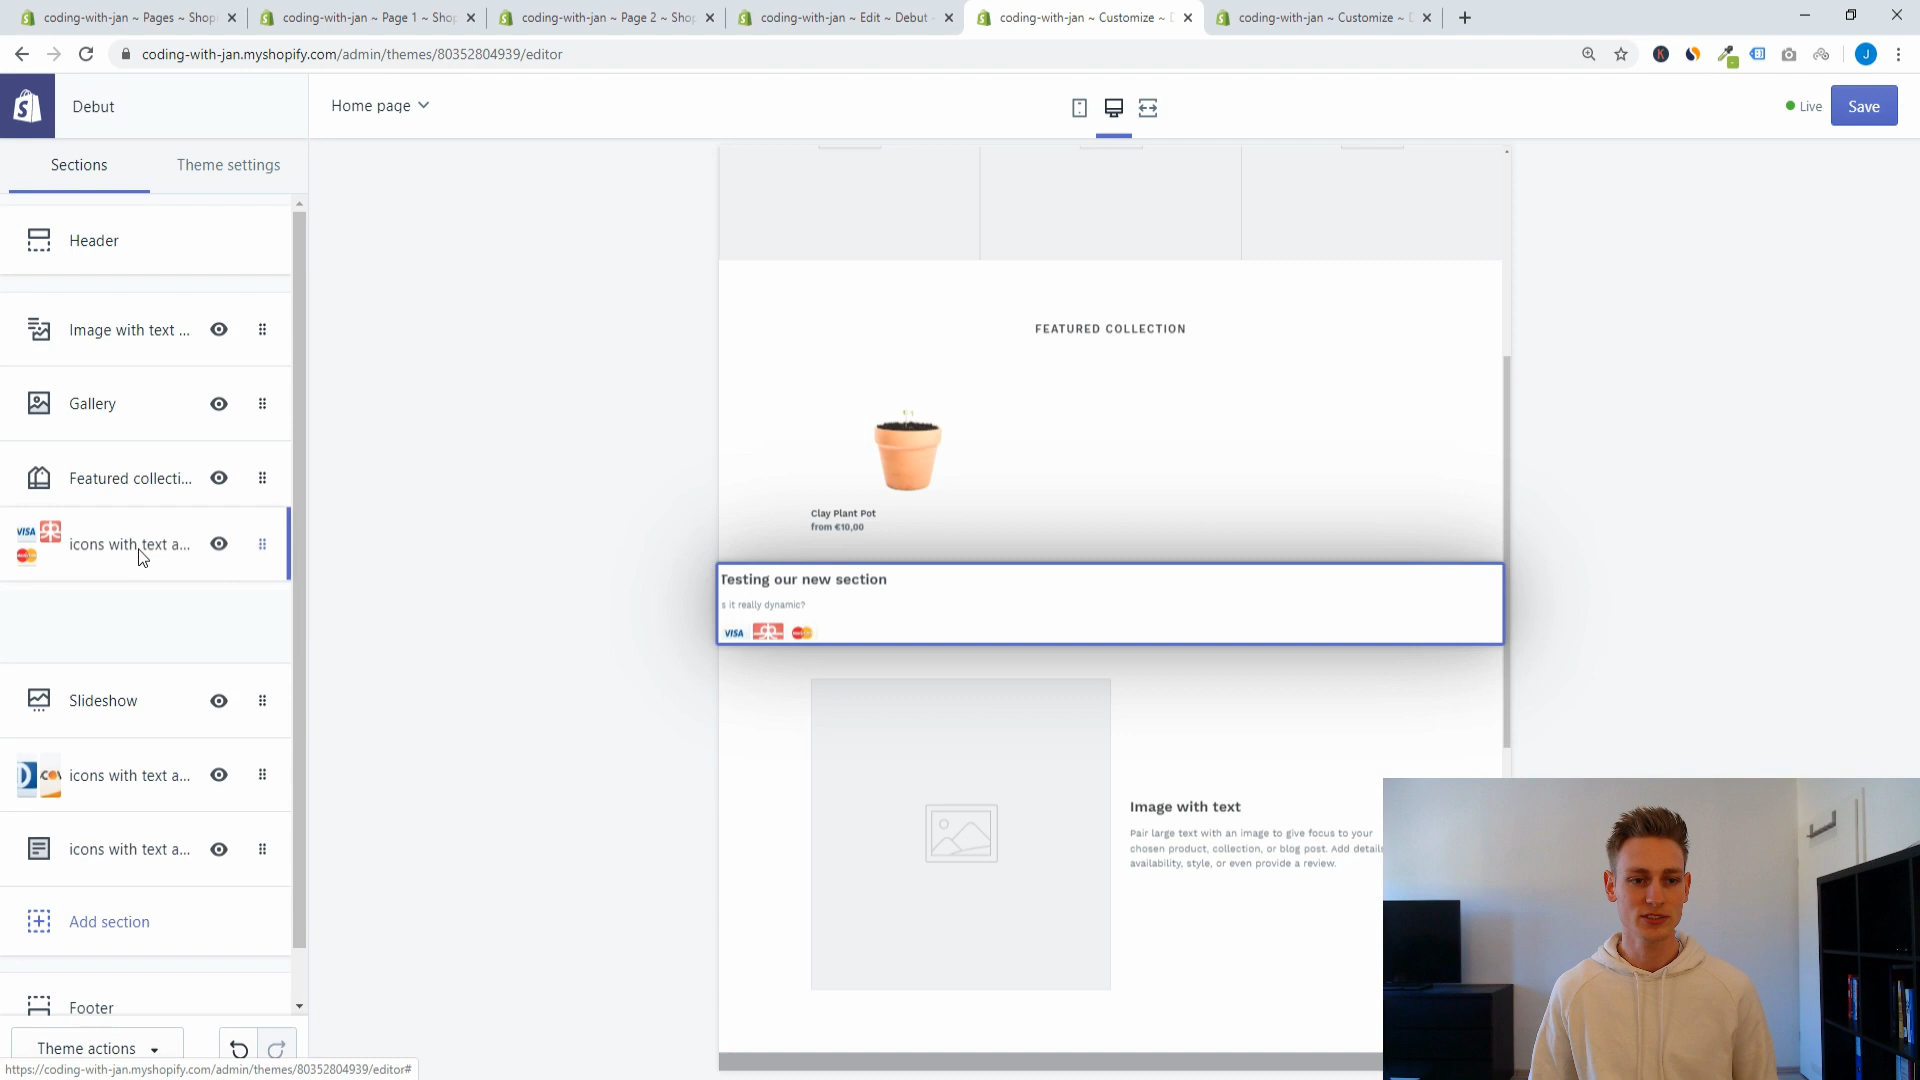 coding-with-jan ~ Pages ~ Shop
coding-with-jan ~ Page 1 ~ Shop
coding-with-jan ~ Page 2 ~ Shop
coding-with-jan ~ Edit ~ Debut
coding-with-jan ~ Customize ~ D
coding-with-jan ~ Customize ~ D
coding-with-jan.myshopify.com/admin/themes/80352804939/editor
K
J
Debut
Home page
Live
Save
Sections
Theme settings
Header
Image with text ...
Gallery
Featured collecti...
VISA
icons with text a...
Slideshow
icons with text a...
icons with text a...
Add section
Footer
Theme actions
https://coding-with-jan.myshopify.com/admin/themes/80352804939/editor#
FEATURED COLLECTION
Clay Plant Pot
from €10,00
Testing our new section
s it really dynamic?
VISA
Image with text
Pair large text with an image to give focus to your
chosen product, collection, or blog post. Add details
availability, style, or even provide a review.